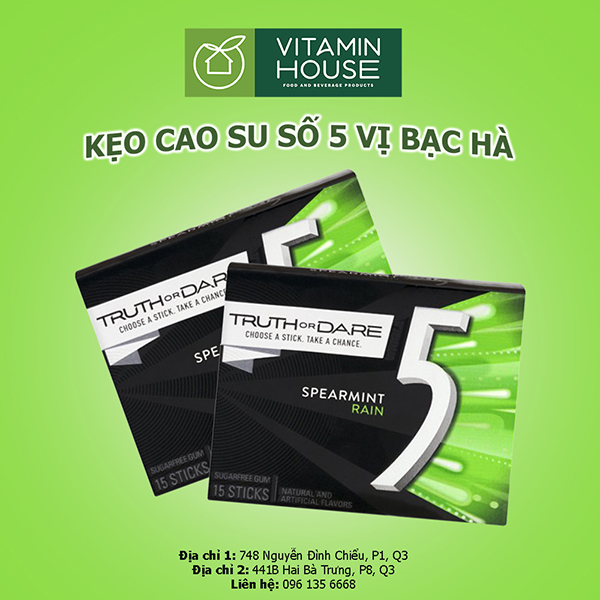 VITAMIN
HOUSE
FOOD AND BEVERAGE PRODUCTS
KẸO CAO SU SỐ 5 VỊ BẠC HÀ
5
TRUTH OR DARE
CHOOSE A STICK. TAKE A CHANCE.
SPEAR
SUGARFREE GUM
15 STICKS
5
TRUTH OR DARE
CHOOSE A STICK. TAKE A CHANCE.
SPEARMINT
RAIN
SUGARFREE GUM
15 STICKS
NATURAL AND
ARTIFICIAL FLAVORS
Địa chỉ 1: 748 Nguyễn Đình Chiểu, P1, Q3
Địa chỉ 2: 441B Hai Bà Trưng, P8, Q3
Liên hệ: 096 135 6668